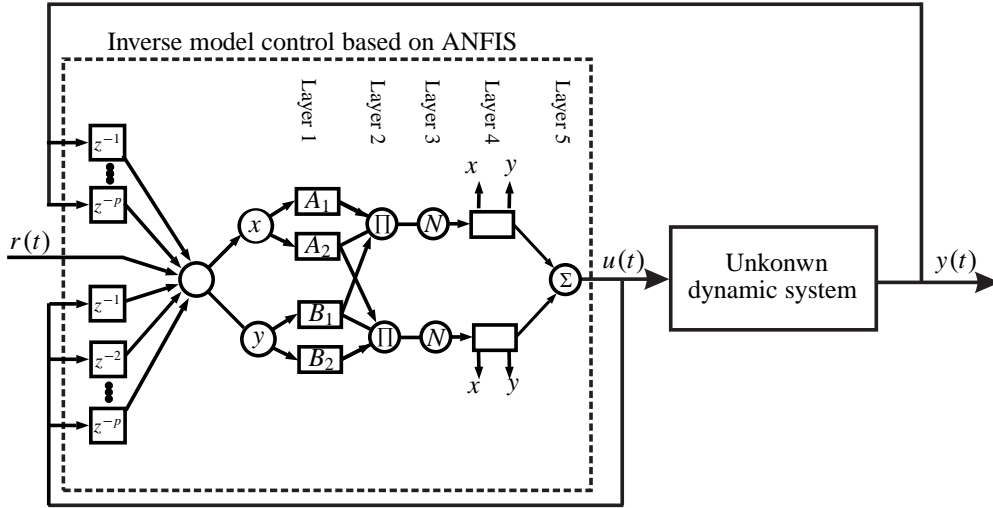 Inverse model control based on ANFIS
Layer 1
Layer 2
Layer 3
Layer 4
Layer 5
z⁻¹
z⁻ᵖ
r(t)
z⁻¹
z⁻²
z⁻ᵖ
x
y
A₁
A₂
B₁
B₂
∏
∏
N
N
x y
x y
Σ
u(t)
Unkonwn
dynamic system
y(t)